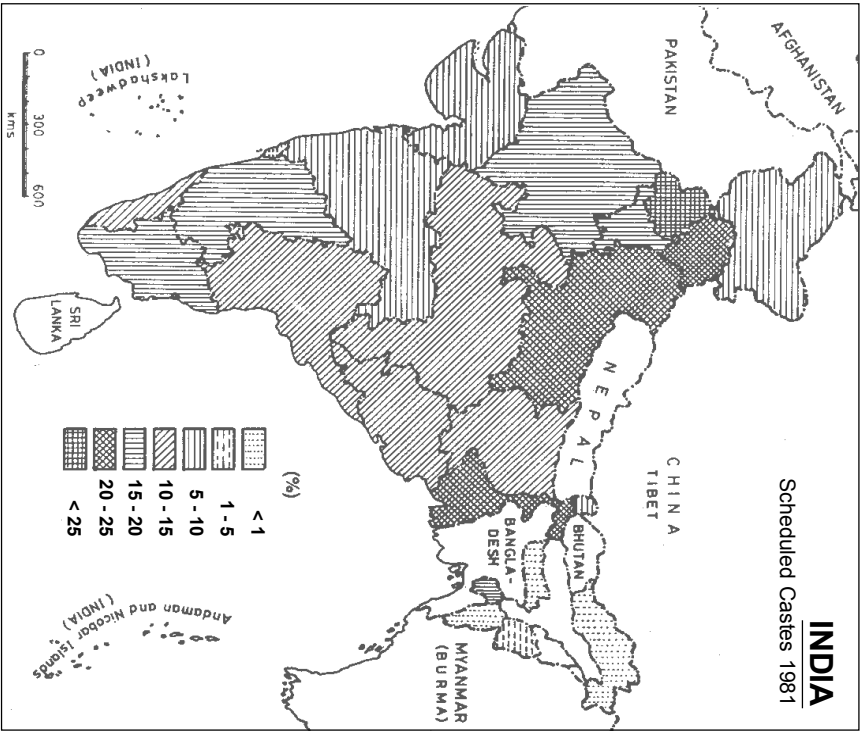 INDIA
Scheduled Castes 1981
AFGHANISTAN
PAKISTAN
CHINA
TIBET
NEPAL
BHUTAN
BANGLA-
DESH
MYANMAR
(BURMA)
SRI
LANKA
Lakshadweep
(INDIA)
Andaman and Nicobar Islands
(INDIA)
0 300 600
kms
(%)
< 1
1 - 5
5 - 10
10 - 15
15 - 20
20 - 25
< 25